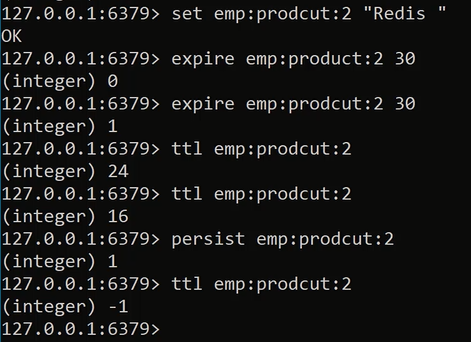 127.0.0.1:6379> set emp:prodcut:2 "Redis "
OK
127.0.0.1:6379> expire emp:product:2 30
(integer) 0
127.0.0.1:6379> expire emp:prodcut:2 30
(integer) 1
127.0.0.1:6379> ttl emp:prodcut:2
(integer) 24
127.0.0.1:6379> ttl emp:prodcut:2
(integer) 16
127.0.0.1:6379> persist emp:prodcut:2
(integer) 1
127.0.0.1:6379> ttl emp:prodcut:2
(integer) -1
127.0.0.1:6379>